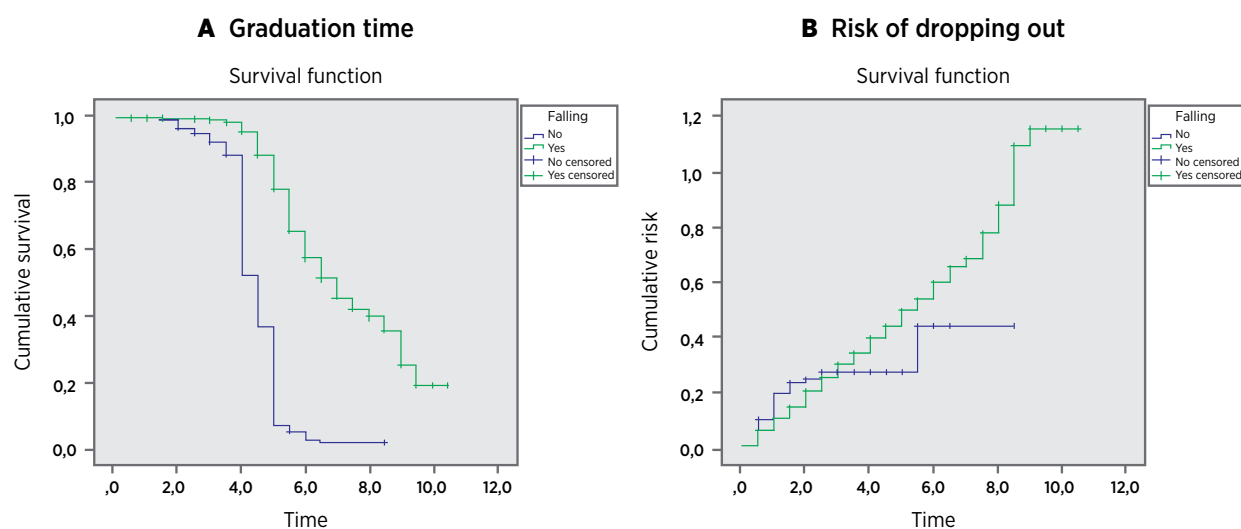 A Graduation time
Survival function
Cumulative survival
1,0
0,8
0,6
0,4
0,2
0,0
,0 2,0 4,0 6,0 8,0 10,0 12,0
Time
Falling
No
Yes
No censored
Yes censored
B Risk of dropping out
Survival function
Cumulative risk
1,2
1,0
0,8
0,6
0,4
0,2
0,0
,0 2,0 4,0 6,0 8,0 10,0 12,0
Time
Falling
No
Yes
No censored
Yes censored